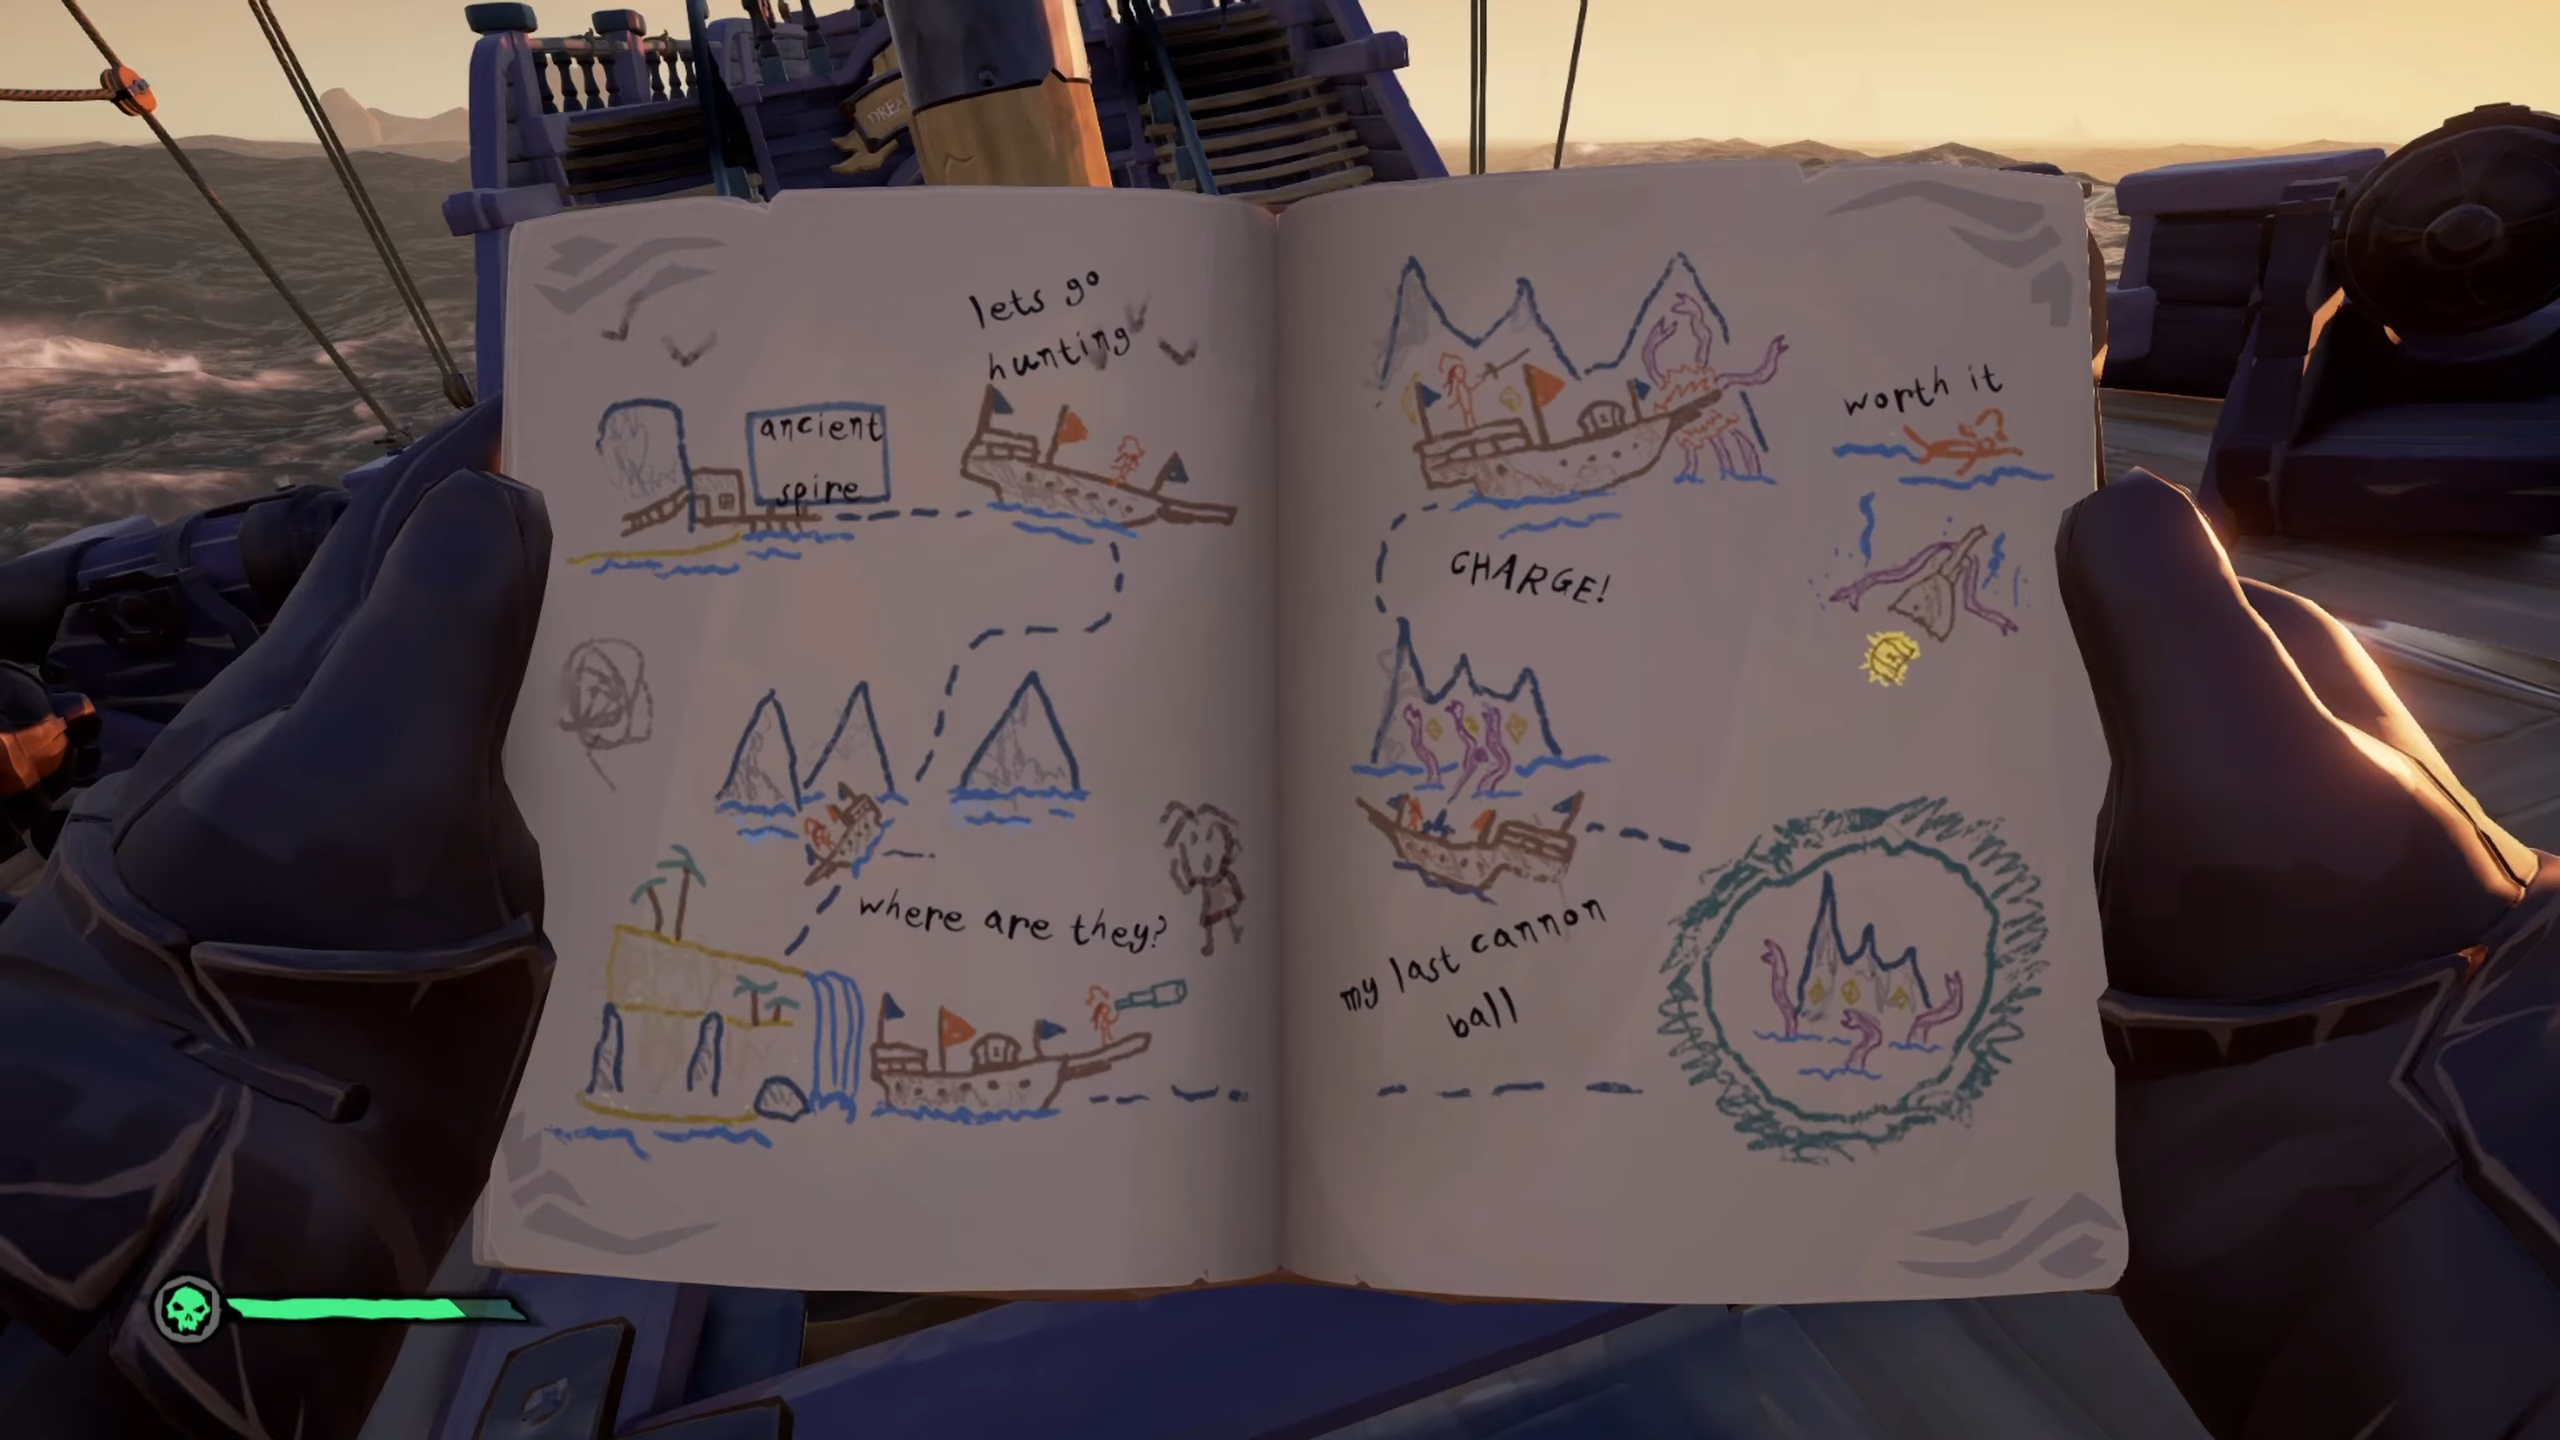 lets go
hunting
ancient
spire
where are they?
worth it
CHARGE!
my last cannon
ball